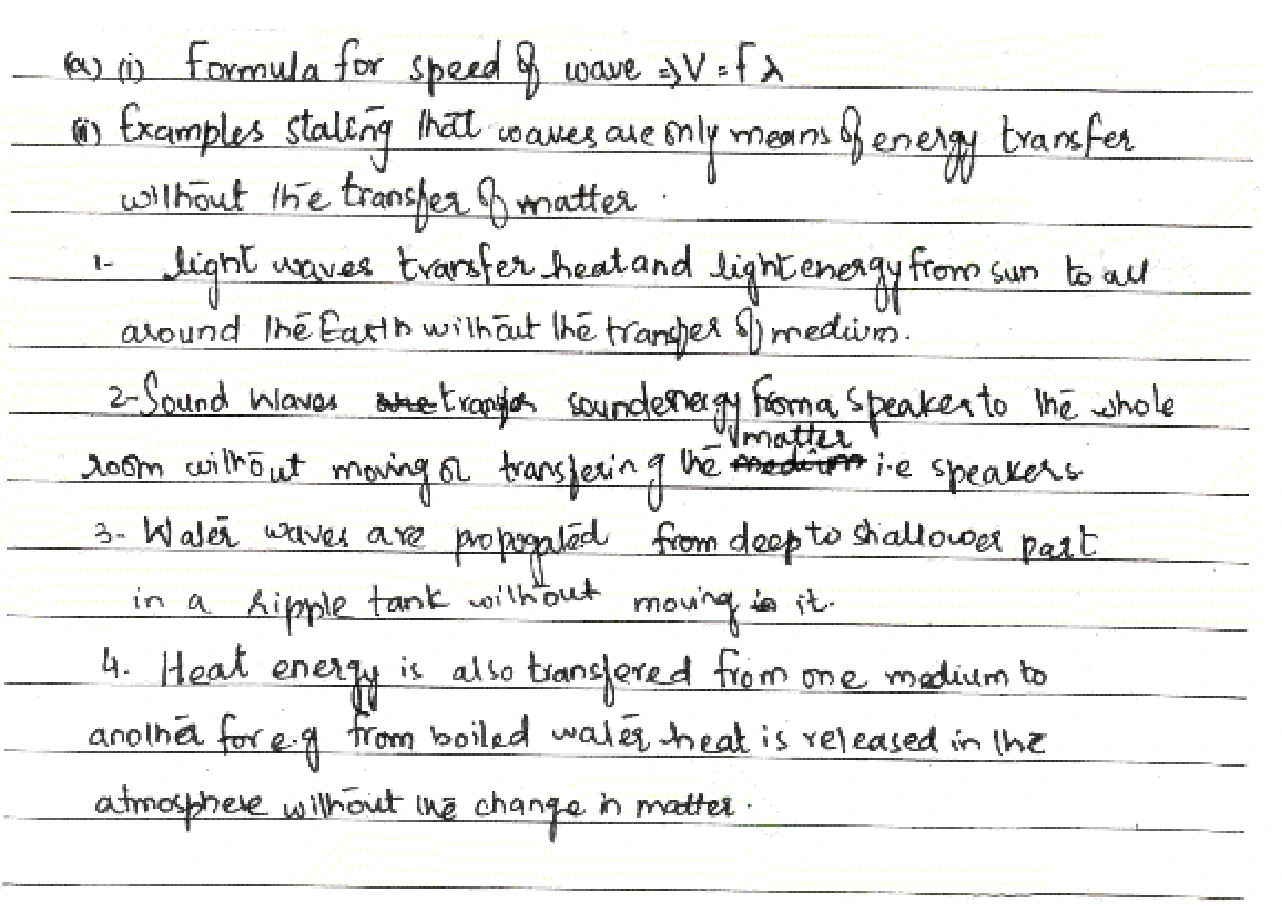 (a) (i) Formula for speed of wave ⇒ V = f λ
(ii) Examples stating that waves are only means of energy transfer
without the transfer of matter.
1- light waves transfer heat and light energy from sun to all
around the Earth without the transfer of medium.
2- Sound waves are transfer sound energy from a speaker to the whole
matter
room without moving or transfering the medium i.e speakers
3- Water waves are propogated from deep to shallower part
in a ripple tank without moving in it.
4. Heat energy is also transfered from one medium to
another for e.g from boiled water heat is released in the
atmosphere without the change in matter.